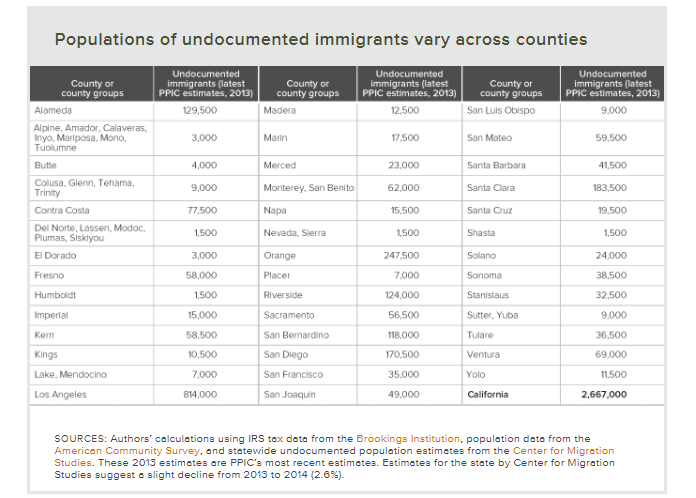 Populations of undocumented immigrants vary across counties
County or county groups | Undocumented immigrants (latest PPIC estimates, 2013) | County or county groups | Undocumented immigrants (latest PPIC estimates, 2013) | County or county groups | Undocumented immigrants (latest PPIC estimates, 2013)
Alameda 129,500 Madera 12,500 San Luis Obispo 9,000
Alpine, Amador, Calaveras, Inyo, Mariposa, Mono, Tuolumne 3,000 Marin 17,500 San Mateo 59,500
Butte 4,000 Merced 23,000 Santa Barbara 41,500
Colusa, Glenn, Tehama, Trinity 9,000 Monterey, San Benito 62,000 Santa Clara 183,500
Contra Costa 77,500 Napa 15,500 Santa Cruz 19,500
Del Norte, Lassen, Modoc, Plumas, Siskiyou 1,500 Nevada, Sierra 1,500 Shasta 1,500
El Dorado 3,000 Orange 247,500 Solano 24,000
Fresno 58,000 Placer 7,000 Sonoma 38,500
Humboldt 1,500 Riverside 124,000 Stanislaus 32,500
Imperial 15,000 Sacramento 56,500 Sutter, Yuba 9,000
Kern 58,500 San Bernardino 118,000 Tulare 36,500
Kings 10,500 San Diego 170,500 Ventura 69,000
Lake, Mendocino 7,000 San Francisco 35,000 Yolo 11,500
Los Angeles 814,000 San Joaquin 49,000 California 2,667,000
SOURCES: Authors' calculations using IRS tax data from the Brookings Institution, population data from the
American Community Survey, and statewide undocumented population estimates from the Center for Migration
Studies. These 2013 estimates are PPIC's most recent estimates. Estimates for the state by Center for Migration
Studies suggest a slight decline from 2013 to 2014 (2.6%).